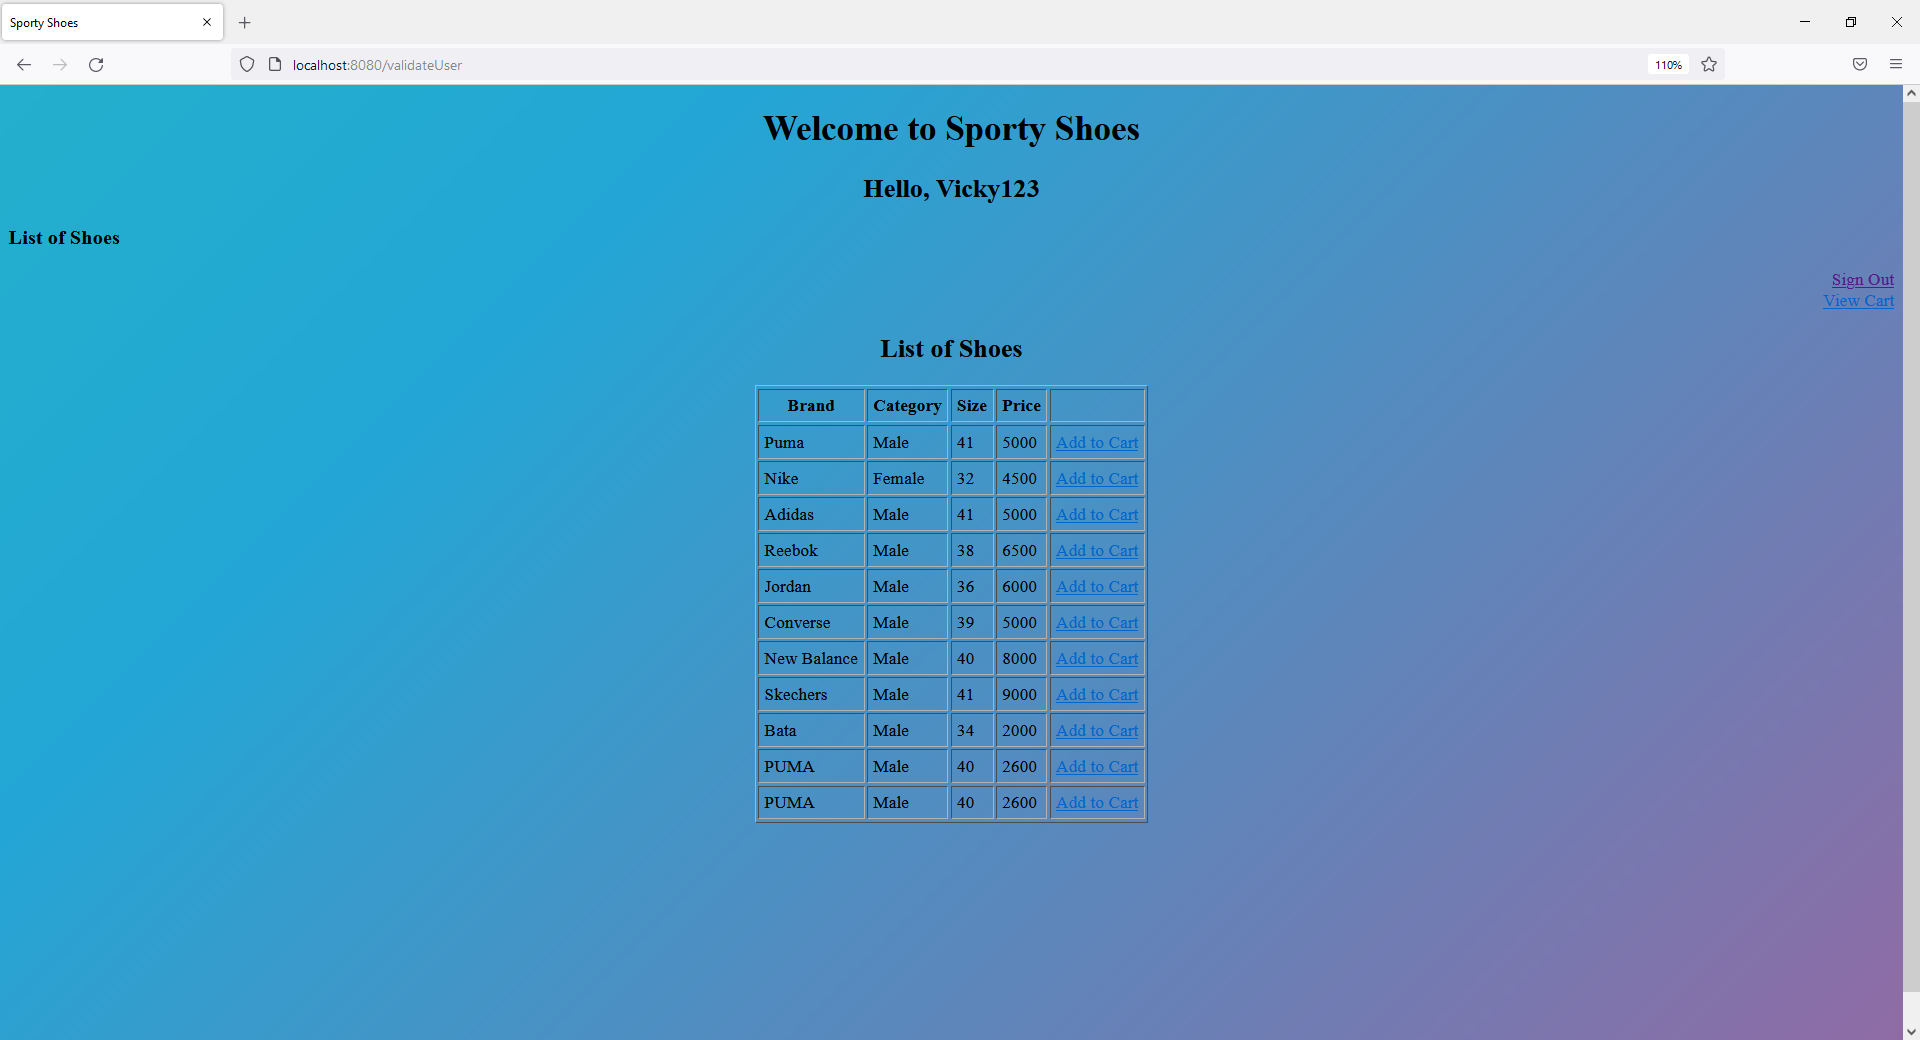 Sporty Shoes
localhost:8080/validateUser
110%
Welcome to Sporty Shoes
Hello, Vicky123
List of Shoes
Sign Out
View Cart
List of Shoes
Brand Category Size Price
Puma Male 41 5000 Add to Cart
Nike Female 32 4500 Add to Cart
Adidas Male 41 5000 Add to Cart
Reebok Male 38 6500 Add to Cart
Jordan Male 36 6000 Add to Cart
Converse Male 39 5000 Add to Cart
New Balance Male 40 8000 Add to Cart
Skechers Male 41 9000 Add to Cart
Bata Male 34 2000 Add to Cart
PUMA Male 40 2600 Add to Cart
PUMA Male 40 2600 Add to Cart